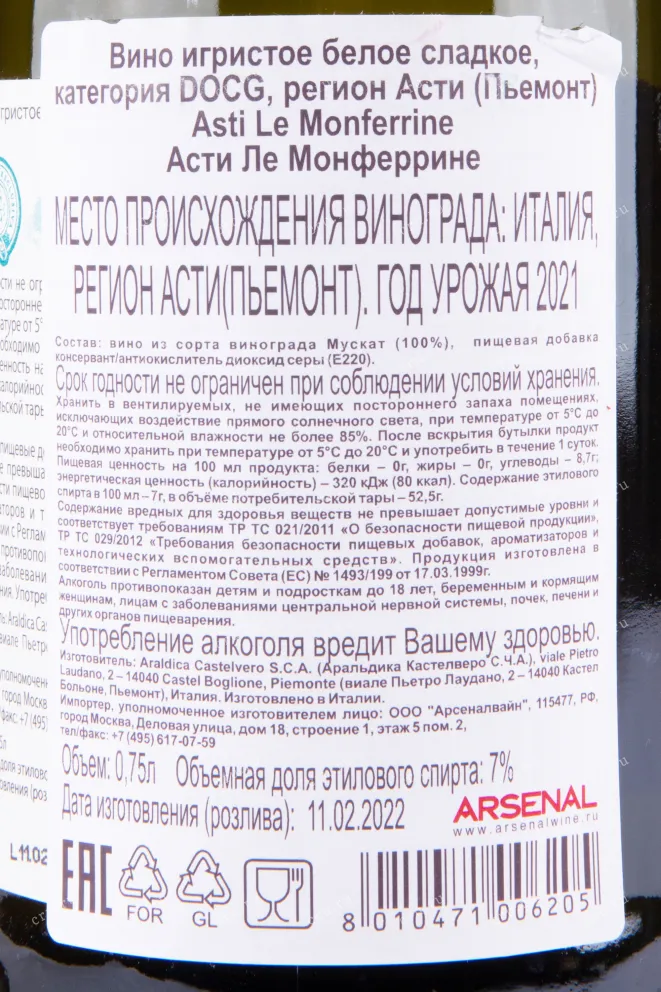 Вино игристое белое сладкое,
категория DOCG, регион Асти (Пьемонт)
Asti Le Monferrine
Асти Ле Монферрине
МЕСТО ПРОИСХОЖДЕНИЯ ВИНОГРАДА: ИТАЛИЯ,
РЕГИОН АСТИ(ПЬЕМОНТ). ГОД УРОЖАЯ 2021
Состав: вино из сорта винограда Мускат (100%), пищевая добавка
консервант/антиокислитель диоксид серы (Е220).
Срок годности не ограничен при соблюдении условий хранения.
Хранить в вентилируемых, не имеющих постороннего запаха помещениях,
исключающих воздействие прямого солнечного света, при температуре от 5°С до
20°С и относительной влажности не более 85%. После вскрытия бутылки продукт
необходимо хранить при температуре от 5°С до 20°С и употребить в течение 1 суток.
Пищевая ценность на 100 мл продукта: белки – 0г, жиры – 0г, углеводы – 8,7г;
энергетическая ценность (калорийность) – 320 кДж (80 ккал). Содержание этилового
спирта в 100 мл – 7г, в объёме потребительской тары – 52,5г.
Содержание вредных для здоровья веществ не превышает допустимые уровни и
соответствует требованиям ТР ТС 021/2011 «О безопасности пищевой продукции»,
ТР ТС 029/2012 «Требования безопасности пищевых добавок, ароматизаторов и
технологических вспомогательных средств». Продукция изготовлена в
соответствии с Регламентом Совета (ЕС) № 1493/199 от 17.03.1999г.
Алкоголь противопоказан детям и подросткам до 18 лет, беременным и кормящим
женщинам, лицам с заболеваниями центральной нервной системы, почек, печени и
других органов пищеварения.
Употребление алкоголя вредит Вашему здоровью.
Изготовитель: Araldica Castelvero S.C.A. (Аральдика Кастелверо С.Ч.А.), viale Pietro
Laudano, 2 – 14040 Castel Boglione, Piemonte (виале Пьетро Лаудано, 2 – 14040 Кастел
Больоне, Пьемонт), Италия. Изготовлено в Италии.
Импортер, уполномоченное изготовителем лицо: ООО "Арсеналвайн", 115477, РФ,
город Москва, Деловая улица, дом 18, строение 1, этаж 5 пом. 2,
тел/факс: +7 (495) 617-07-59
Объем: 0,75л Объемная доля этилового спирта: 7%
Дата изготовления (розлива): 11.02.2022
ARSENAL
www.arsenalwine.ru
EAC
FOR
GL
8 010471 006205